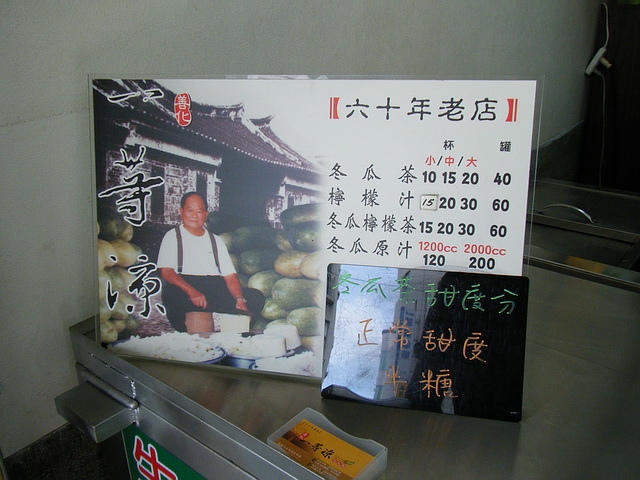 善化
一等涼
六十年老店
杯 罐
小/中/大
冬瓜茶 10 15 20 40
檸檬汁 15 20 30 60
冬瓜檸檬茶 15 20 30 60
冬瓜原汁 1200cc 2000cc
120 200
冬瓜茶甜度分
正常甜度
半糖